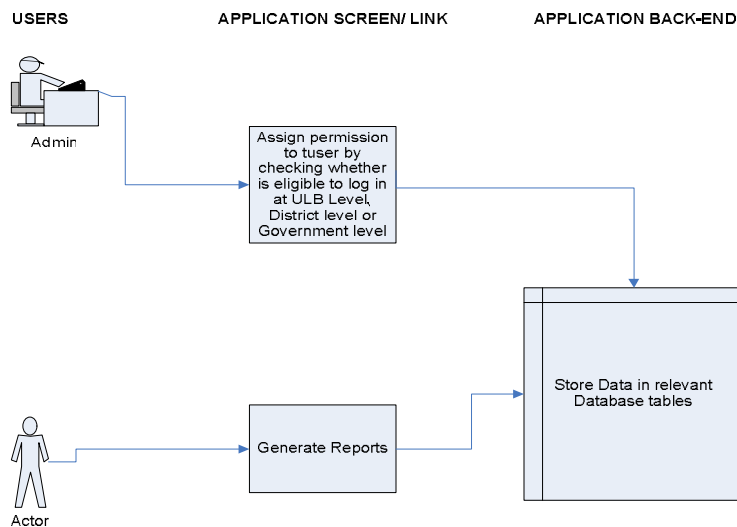 USERS
APPLICATION SCREEN/ LINK
APPLICATION BACK-END
Admin
Assign permission
to tuser by
checking whether
is eligible to log in
at ULB Level,
District level or
Government level
Store Data in relevant
Database tables
Generate Reports
Actor